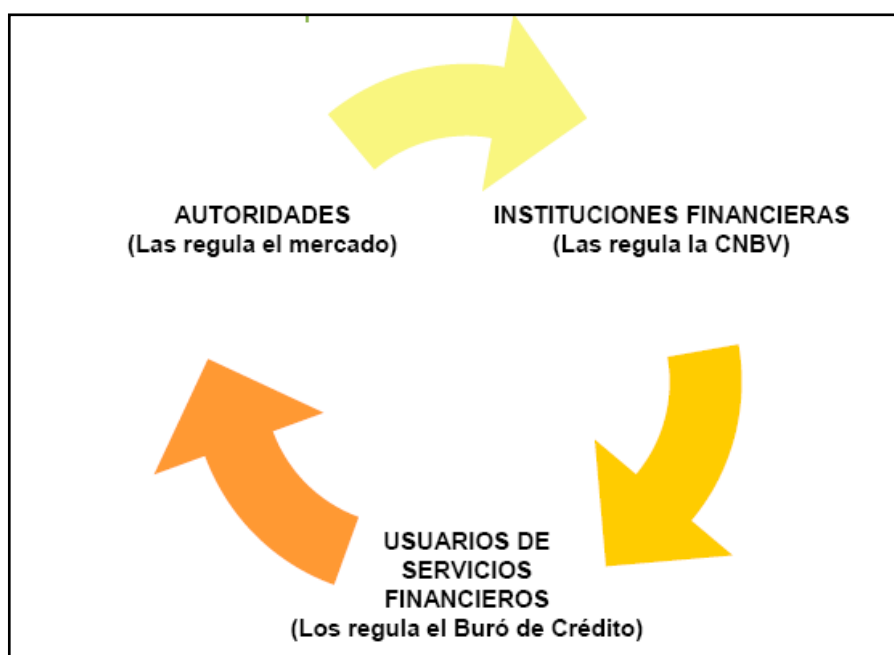 AUTORIDADES
(Las regula el mercado)
INSTITUCIONES FINANCIERAS
(Las regula la CNBV)
USUARIOS DE
SERVICIOS
FINANCIEROS
(Los regula el Buró de Crédito)